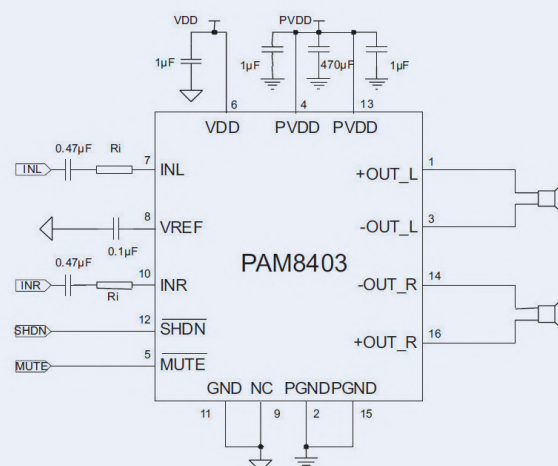 VDD PVDD
1µF 1µF 470µF 1µF
6 4 13
VDD PVDD PVDD
0.47µF Ri
INL 7 INL +OUT_L 1
8 VREF -OUT_L 3
0.1µF
PAM8403
0.47µF
INR 10 INR -OUT_R 14
Ri
SHDN 12 SHDN +OUT_R 16
MUTE 5 MUTE
GND NC PGND PGND
11 9 2 15